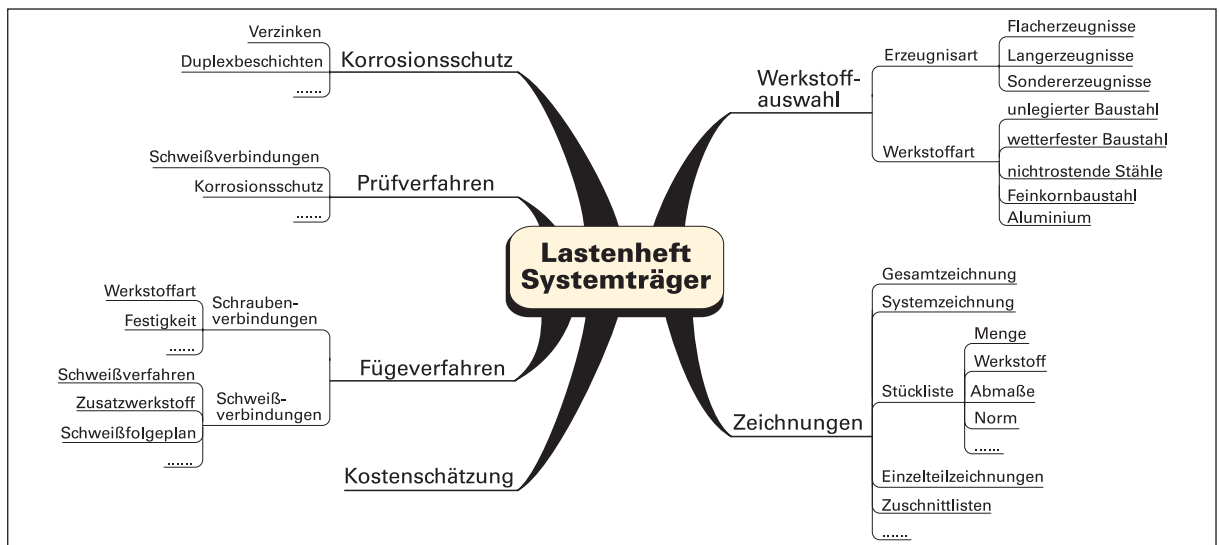 Lastenheft
Systemträger
Korrosionsschutz
Verzinken
Duplexbeschichten
......
Prüfverfahren
Schweißverbindungen
Korrosionsschutz
......
Fügeverfahren
Schrauben-
verbindungen
Werkstoffart
Festigkeit
......
Schweiß-
verbindungen
Schweißverfahren
Zusatzwerkstoff
Schweißfolgeplan
......
Kostenschätzung
Werkstoff-
auswahl
Erzeugnisart
Flacherzeugnisse
Langerzeugnisse
Sondererzeugnisse
Werkstoffart
unlegierter Baustahl
wetterfester Baustahl
nichtrostende Stähle
Feinkornbaustahl
Aluminium
Zeichnungen
Gesamtzeichnung
Systemzeichnung
Stückliste
Menge
Werkstoff
Abmaße
Norm
......
Einzelteilzeichnungen
Zuschnittlisten
......